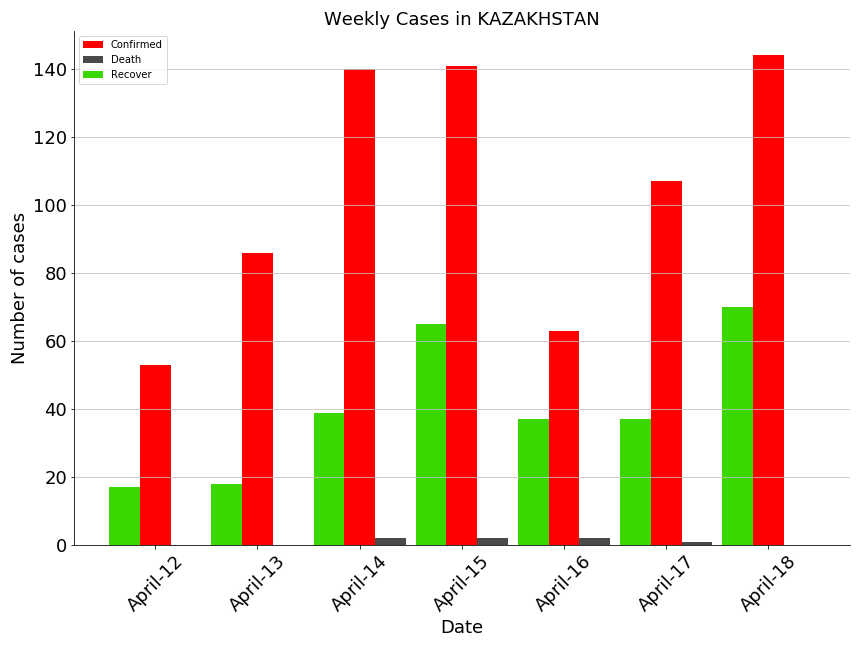 Weekly Cases in KAZAKHSTAN
Confirmed
Death
Recover
Number of cases
140
120
100
80
60
40
20
0
April-12
April-13
April-14
April-15
April-16
April-17
April-18
Date